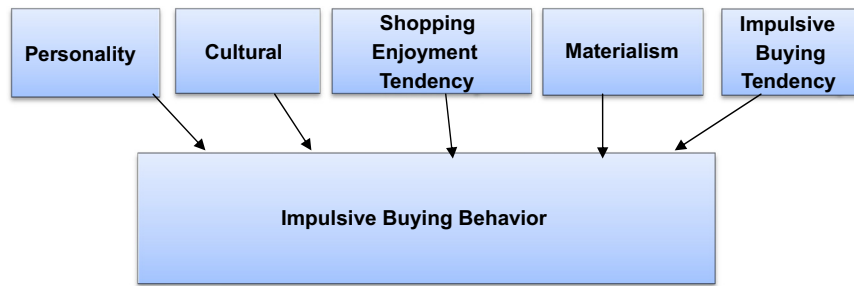 Personality
Cultural
Shopping
Enjoyment
Tendency
Materialism
Impulsive
Buying
Tendency
Impulsive Buying Behavior